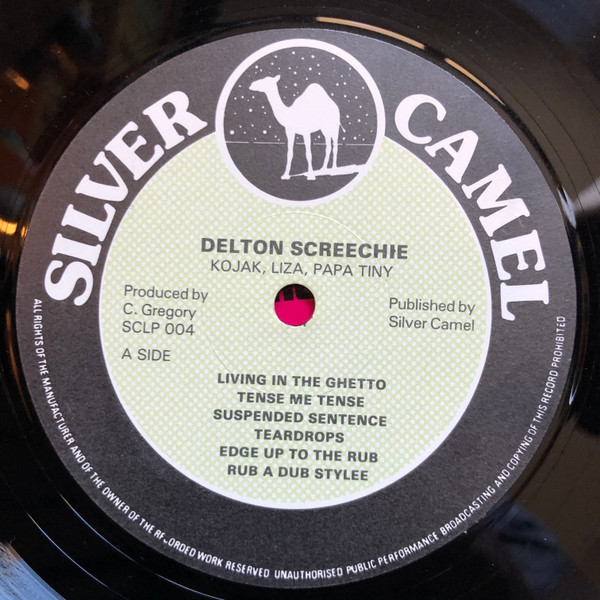 SILVER CAMEL
DELTON SCREECHIE
KOJAK, LIZA, PAPA TINY
Produced by
C. Gregory
SCLP 004
Published by
Silver Camel
A SIDE
LIVING IN THE GHETTO
TENSE ME TENSE
SUSPENDED SENTENCE
TEARDROPS
EDGE UP TO THE RUB
RUB A DUB STYLEE
ALL RIGHTS OF THE MANUFACTURER AND OF THE OWNER OF THE RECORDED WORK RESERVED UNAUTHORISED PUBLIC PERFORMANCE BROADCASTING AND COPYING OF THIS RECORD PROHIBITED